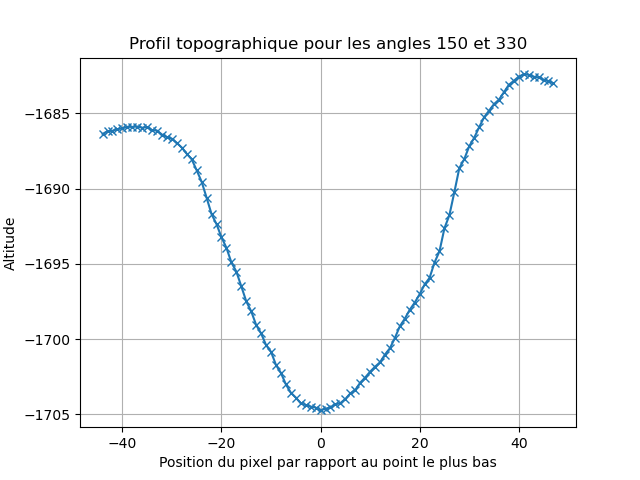 Profil topographique pour les angles 150 et 330
Altitude
−1685
−1690
−1695
−1700
−1705
−40 −20 0 20 40
Position du pixel par rapport au point le plus bas